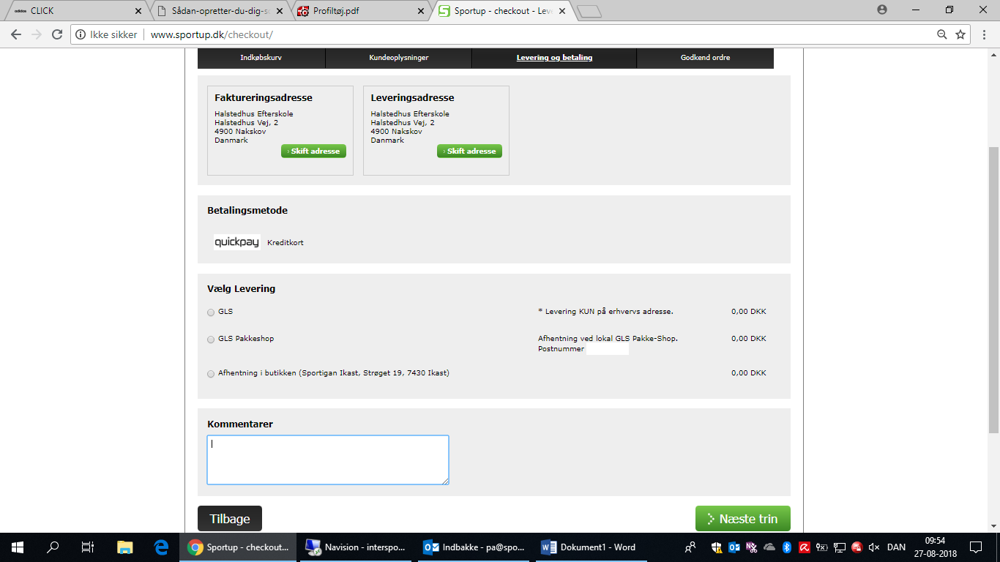 CLICK
Sådan-opretter-du-dig-so
Profiltøj.pdf
Sportup - checkout - Lev
Ikke sikker
www.sportup.dk/checkout/
Indkøbskurv
Kundeoplysninger
Levering og betaling
Godkend ordre
Faktureringsadresse
Halstedhus Efterskole
Halstedhus Vej, 2
4900 Nakskov
Danmark
Skift adresse
Leveringsadresse
Halstedhus Efterskole
Halstedhus Vej, 2
4900 Nakskov
Danmark
Skift adresse
Betalingsmetode
quickpay Kreditkort
Vælg Levering
GLS * Levering KUN på erhvervs adresse. 0,00 DKK
GLS Pakkeshop Afhentning ved lokal GLS Pakke-Shop. 0,00 DKK
Postnummer
Afhentning i butikken (Sportigan Ikast, Strøget 19, 7430 Ikast) 0,00 DKK
Kommentarer
Tilbage
Næste trin
Sportup - checkout...
Navision - interspo...
Indbakke - pa@spo...
Dokument1 - Word
DAN
09:54
27-08-2018